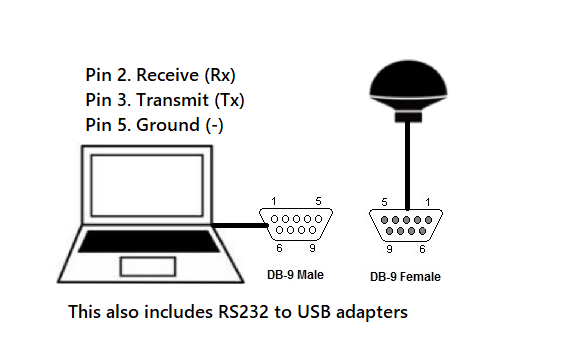 Pin 2. Receive (Rx)
Pin 3. Transmit (Tx)
Pin 5. Ground (-)
1 5
6 9
DB-9 Male
5 1
9 6
DB-9 Female
This also includes RS232 to USB adapters